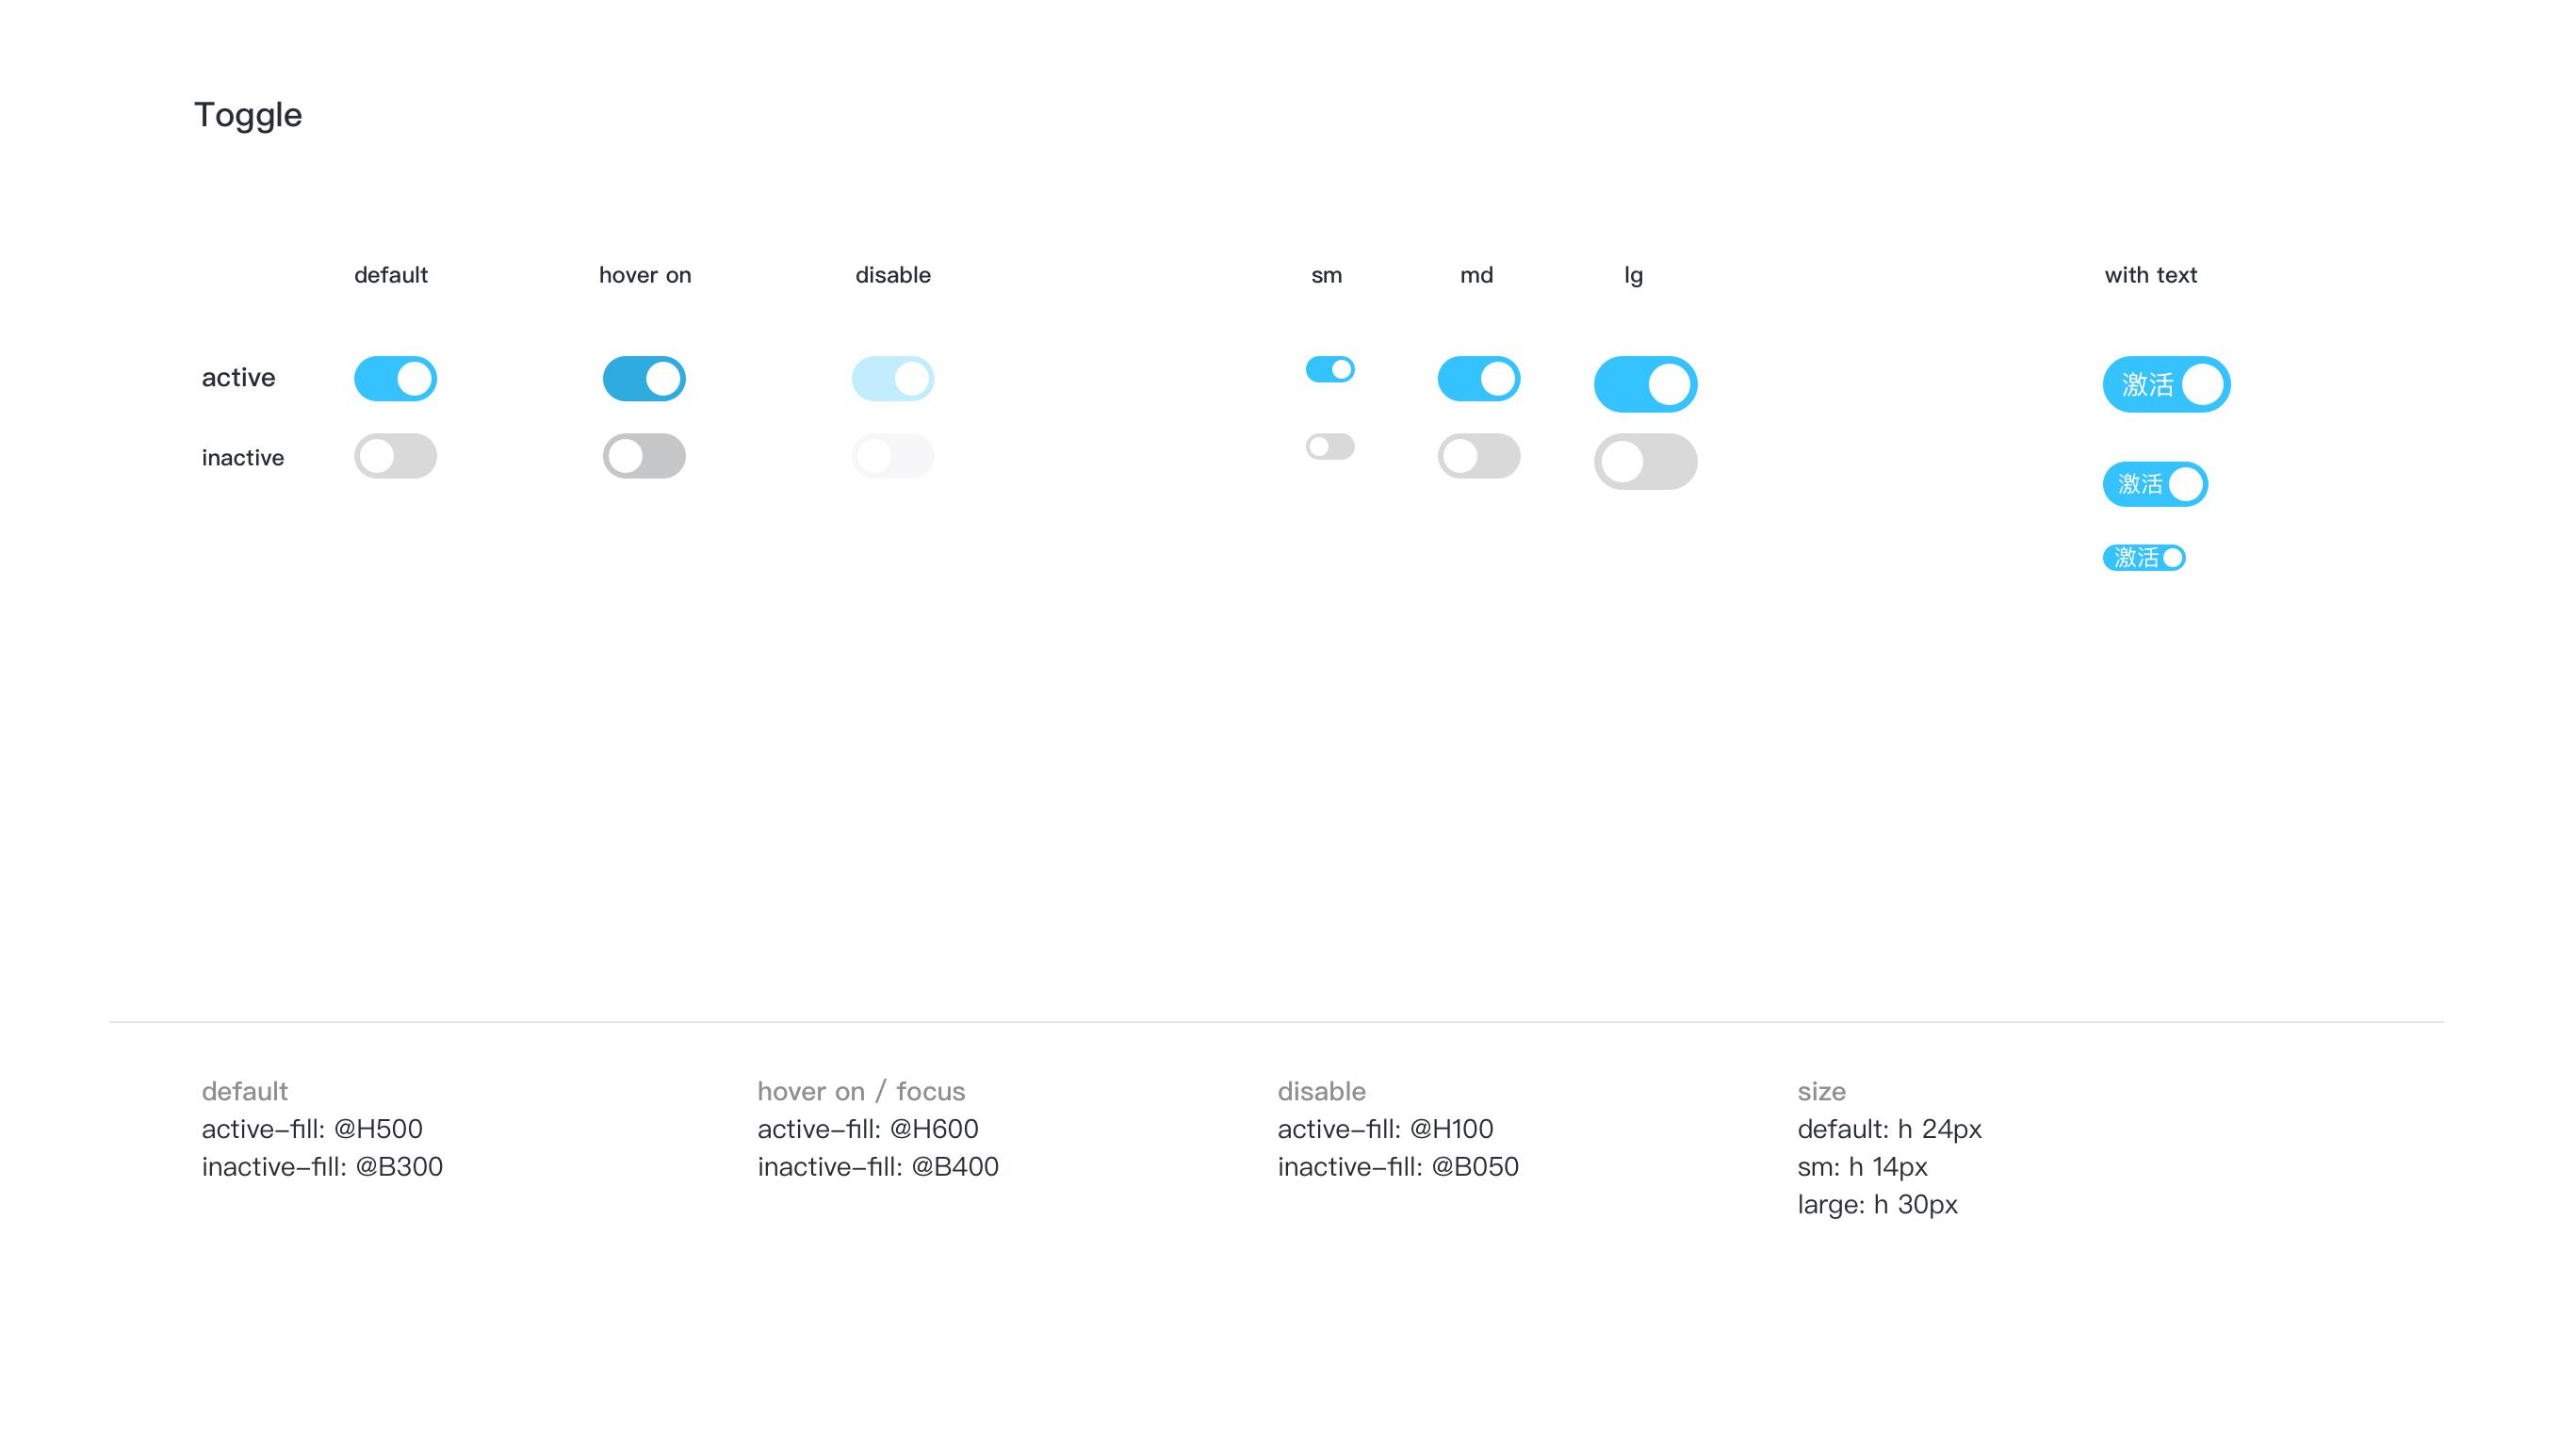 Toggle
default
hover on
disable
sm
md
lg
with text
active
激活
inactive
激活
激活
default
active-fill: @H500
inactive-fill: @B300
hover on / focus
active-fill: @H600
inactive-fill: @B400
disable
active-fill: @H100
inactive-fill: @B050
size
default: h 24px
sm: h 14px
large: h 30px